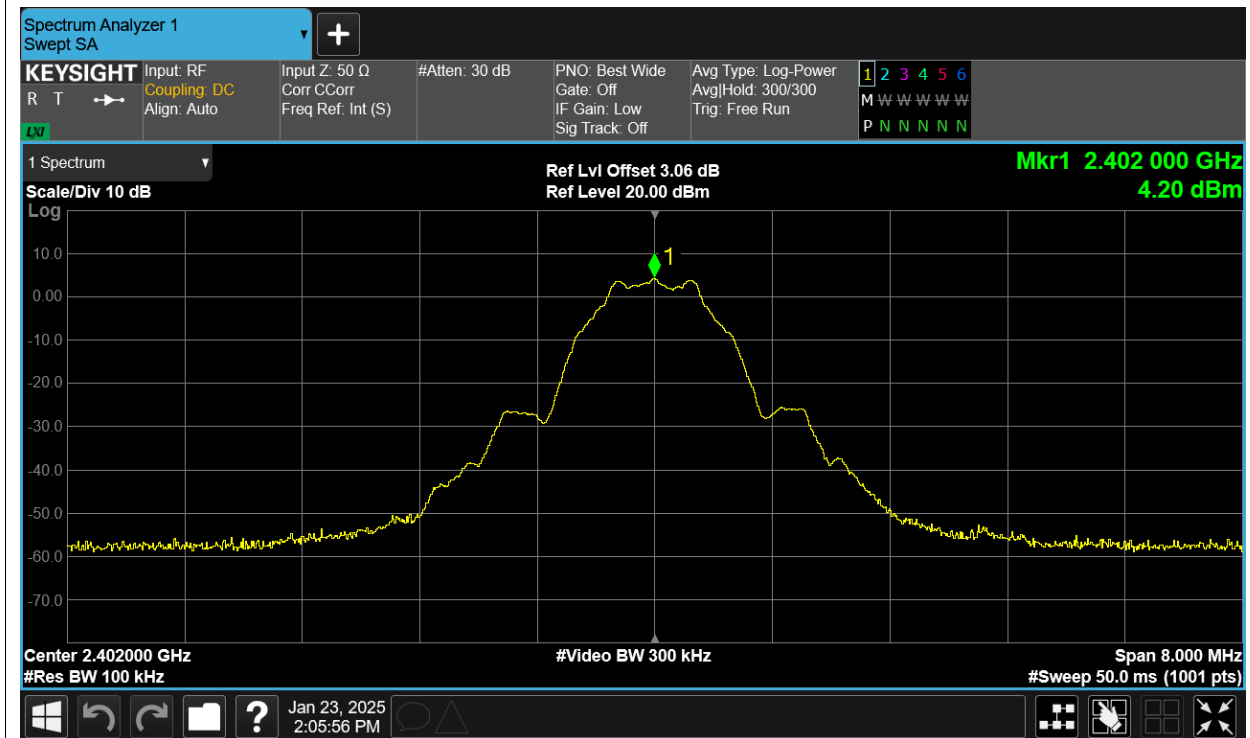 Spectrum Analyzer 1
Swept SA
KEYSIGHT
R T
LXI
Input: RF
Coupling: DC
Align: Auto
Input Z: 50 Ω
Corr CCorr
Freq Ref: Int (S)
#Atten: 30 dB
PNO: Best Wide
Gate: Off
IF Gain: Low
Sig Track: Off
Avg Type: Log-Power
Avg|Hold: 300/300
Trig: Free Run
1 2 3 4 5 6
M W W W W W
P N N N N N
1 Spectrum
Scale/Div 10 dB
Ref Lvl Offset 3.06 dB
Ref Level 20.00 dBm
Mkr1 2.402 000 GHz
4.20 dBm
Log
10.0
0.00
-10.0
-20.0
-30.0
-40.0
-50.0
-60.0
-70.0
1
Center 2.402000 GHz
#Res BW 100 kHz
#Video BW 300 kHz
Span 8.000 MHz
#Sweep 50.0 ms (1001 pts)
?
Jan 23, 2025
2:05:56 PM